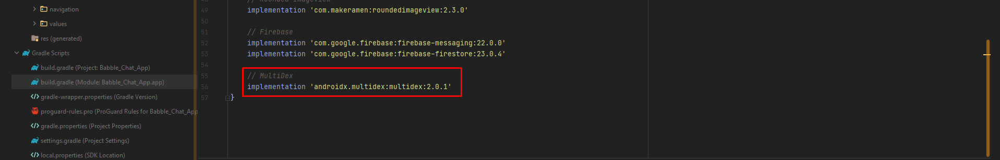 navigation
values
res (generated)
Gradle Scripts
build.gradle (Project: Babble_Chat_App)
build.gradle (Module: Babble_Chat_App.app)
gradle-wrapper.properties (Gradle Version)
proguard-rules.pro (ProGuard Rules for Babble_Chat_App
gradle.properties (Project Properties)
settings.gradle (Project Settings)
local.properties (SDK Location)
48 // Rounded ImageView
49 implementation 'com.makeramen:roundedimageview:2.3.0'
50
51 // Firebase
52 implementation 'com.google.firebase:firebase-messaging:22.0.0'
53 implementation 'com.google.firebase:firebase-firestore:23.0.4'
54
55 // MultiDex
56 implementation 'androidx.multidex:multidex:2.0.1'
57 }